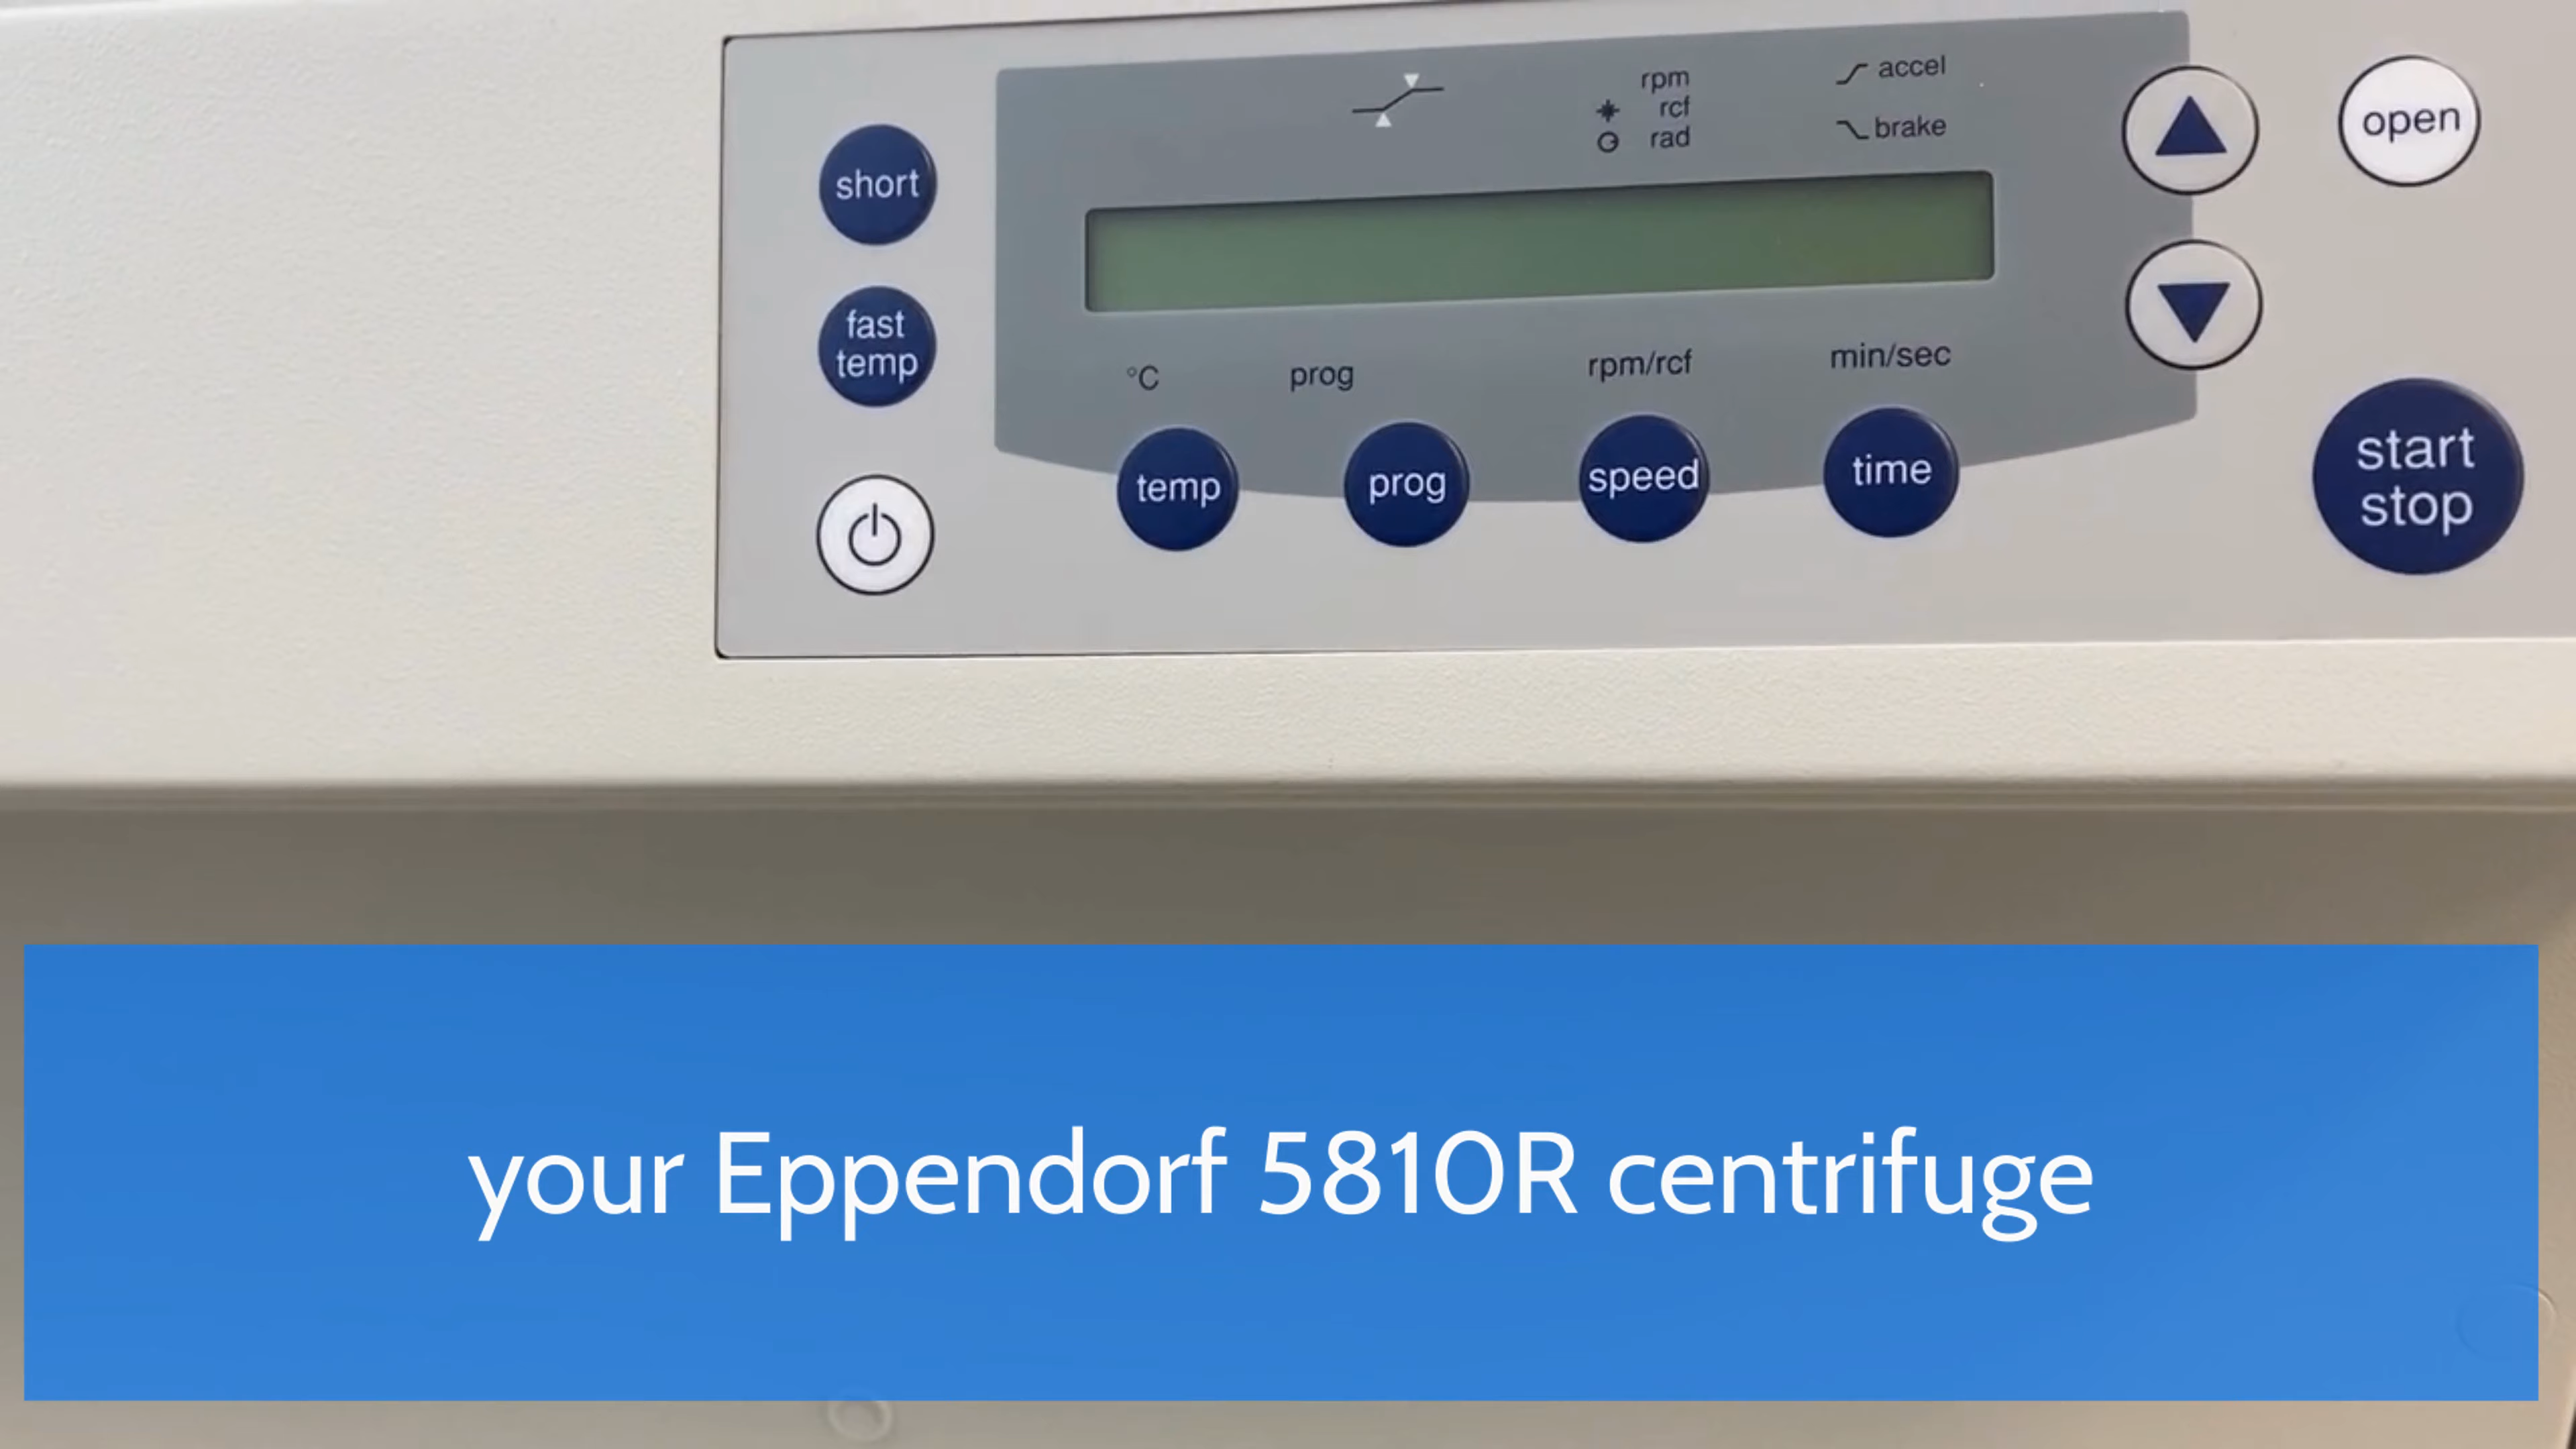 short
fast
temp
rpm
rcf
rad
accel
brake
°C
prog
rpm/rcf
min/sec
temp
prog
speed
time
open
start
stop
your Eppendorf 5810R centrifuge